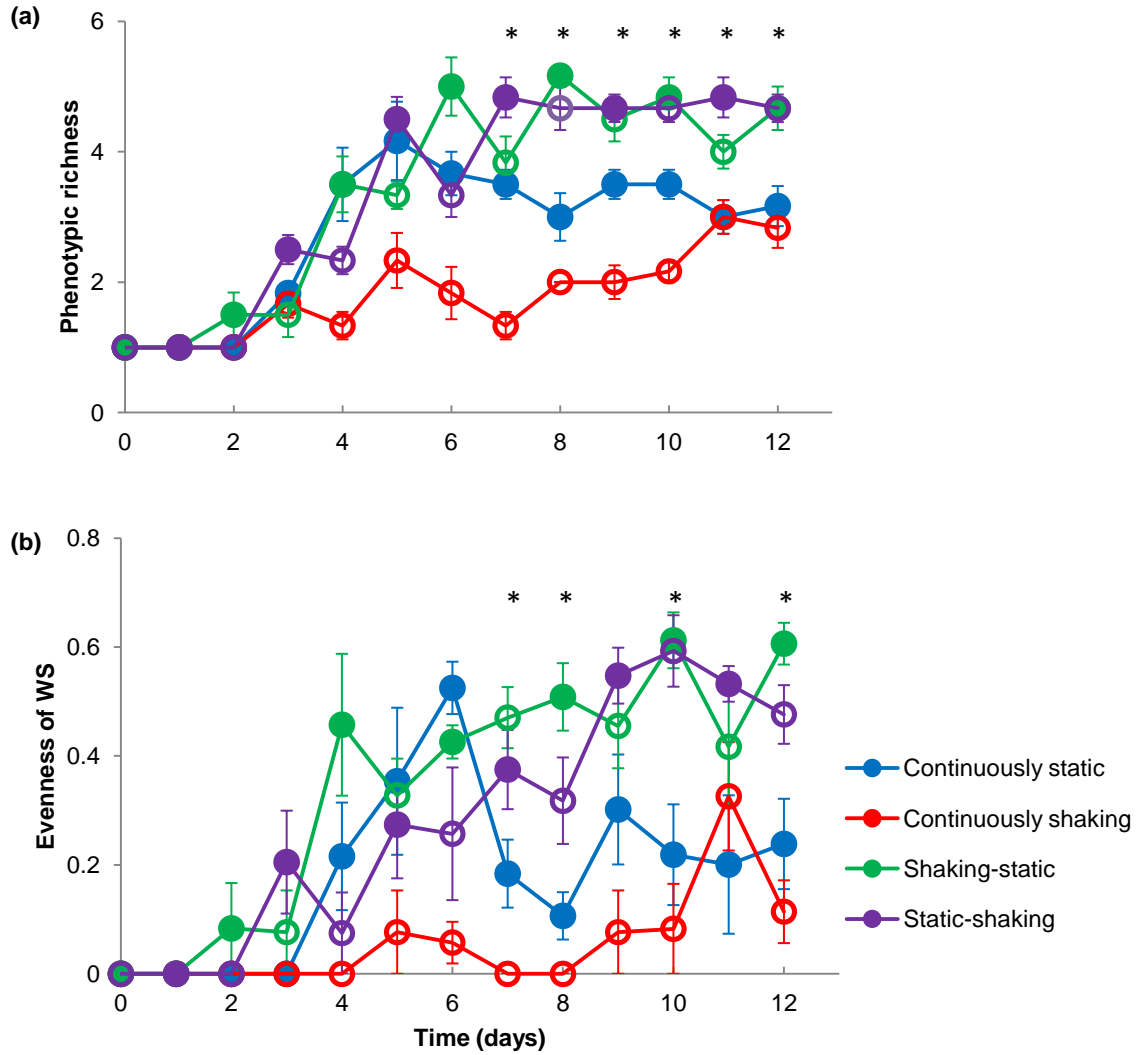 (a)
Phenotypic richness
6
4
2
0
* * * * * *
0 2 4 6 8 10 12
(b)
Evenness of WS
0.8
0.6
0.4
0.2
0
* * * *
0 2 4 6 8 10 12
Time (days)
Continuously static
Continuously shaking
Shaking-static
Static-shaking